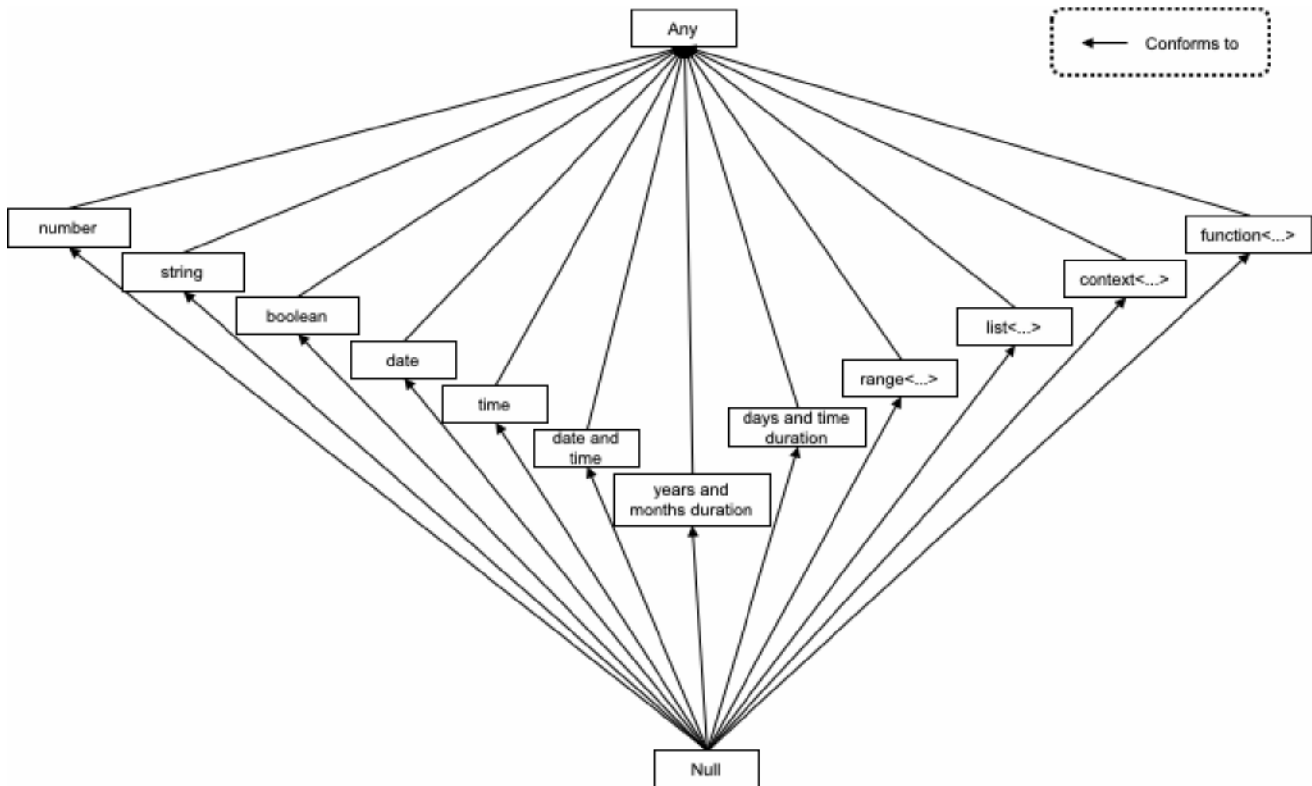 Any
Conforms to
number
function<...>
string
context<...>
boolean
list<...>
date
range<...>
time
days and time
duration
date and
time
years and
months duration
Null